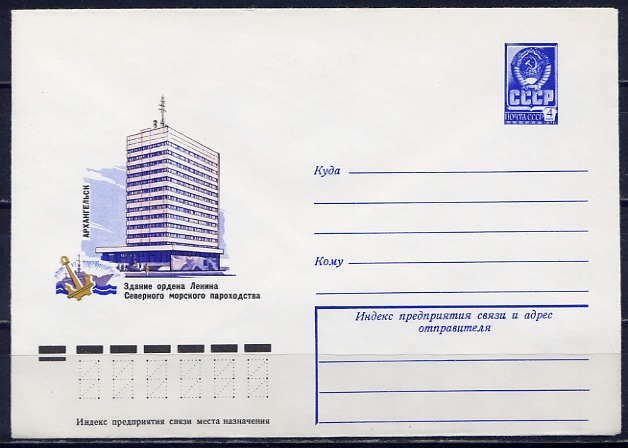 СССР
ПОЧТА СССР 4
Куда
АРХАНГЕЛЬСК
Кому
Здание ордена Ленина
Северного морского пароходства
Индекс предприятия связи и адрес
отправителя
Индекс предприятия связи места назначения